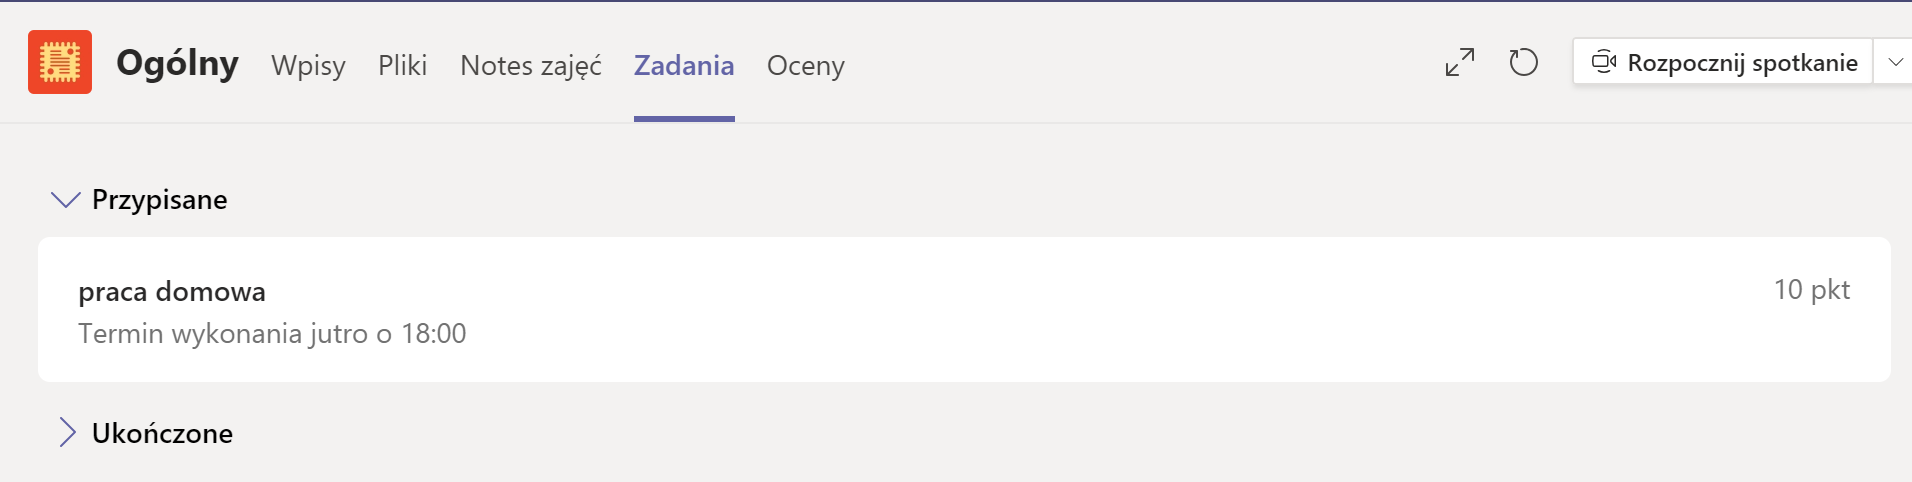 Ogólny Wpisy Pliki Notes zajęć Zadania Oceny Rozpocznij spotkanie
Przypisane
praca domowa 10 pkt
Termin wykonania jutro o 18:00
Ukończone